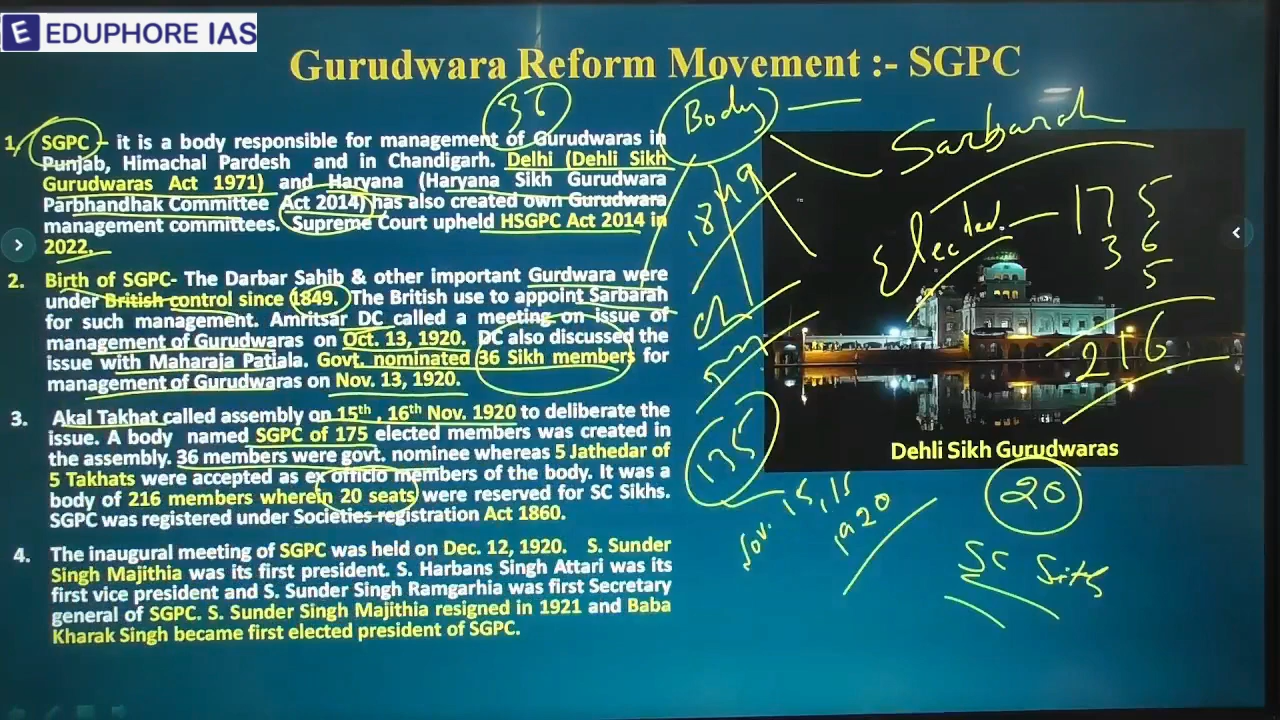 EDUPHORE IAS
Gurudwara Reform Movement :- SGPC
1, SGPC - it is a body responsible for management of Gurudwaras in
Punjab, Himachal Pardesh and in Chandigarh. Delhi (Dehli Sikh
Gurudwaras Act 1971) and Haryana (Haryana Sikh Gurudwara
Parbhandhak Committee Act 2014) has also created own Gurudwara
management committees. Supreme Court upheld HSGPC Act 2014 in
2022.
2. Birth of SGPC- The Darbar Sahib & other important Gurdwara were
under British control since 1849. The British use to appoint Sarbarah
for such management. Amritsar DC called a meeting on issue of
management of Gurudwaras on Oct. 13, 1920. DC also discussed the
issue with Maharaja Patiala. Govt. nominated 36 Sikh members for
management of Gurudwaras on Nov. 13, 1920.
3. Akal Takhat called assembly on 15th , 16th Nov. 1920 to deliberate the
issue. A body named SGPC of 175 elected members was created in
the assembly. 36 members were govt. nominee whereas 5 Jathedar of
5 Takhats were accepted as ex officio members of the body. It was a
body of 216 members wherein 20 seats were reserved for SC Sikhs.
SGPC was registered under Societies registration Act 1860.
4. The inaugural meeting of SGPC was held on Dec. 12, 1920. S. Sunder
Singh Majithia was its first president. S. Harbans Singh Attari was its
first vice president and S. Sunder Singh Ramgarhia was first Secretary
general of SGPC. S. Sunder Singh Majithia resigned in 1921 and Baba
Kharak Singh became first elected president of SGPC.
36
Body
Sarbarah
1849
Elected - 175
36
5
216
135
Nov. 15, 15
1920
Dehli Sikh Gurudwaras
20
SC Sikhs